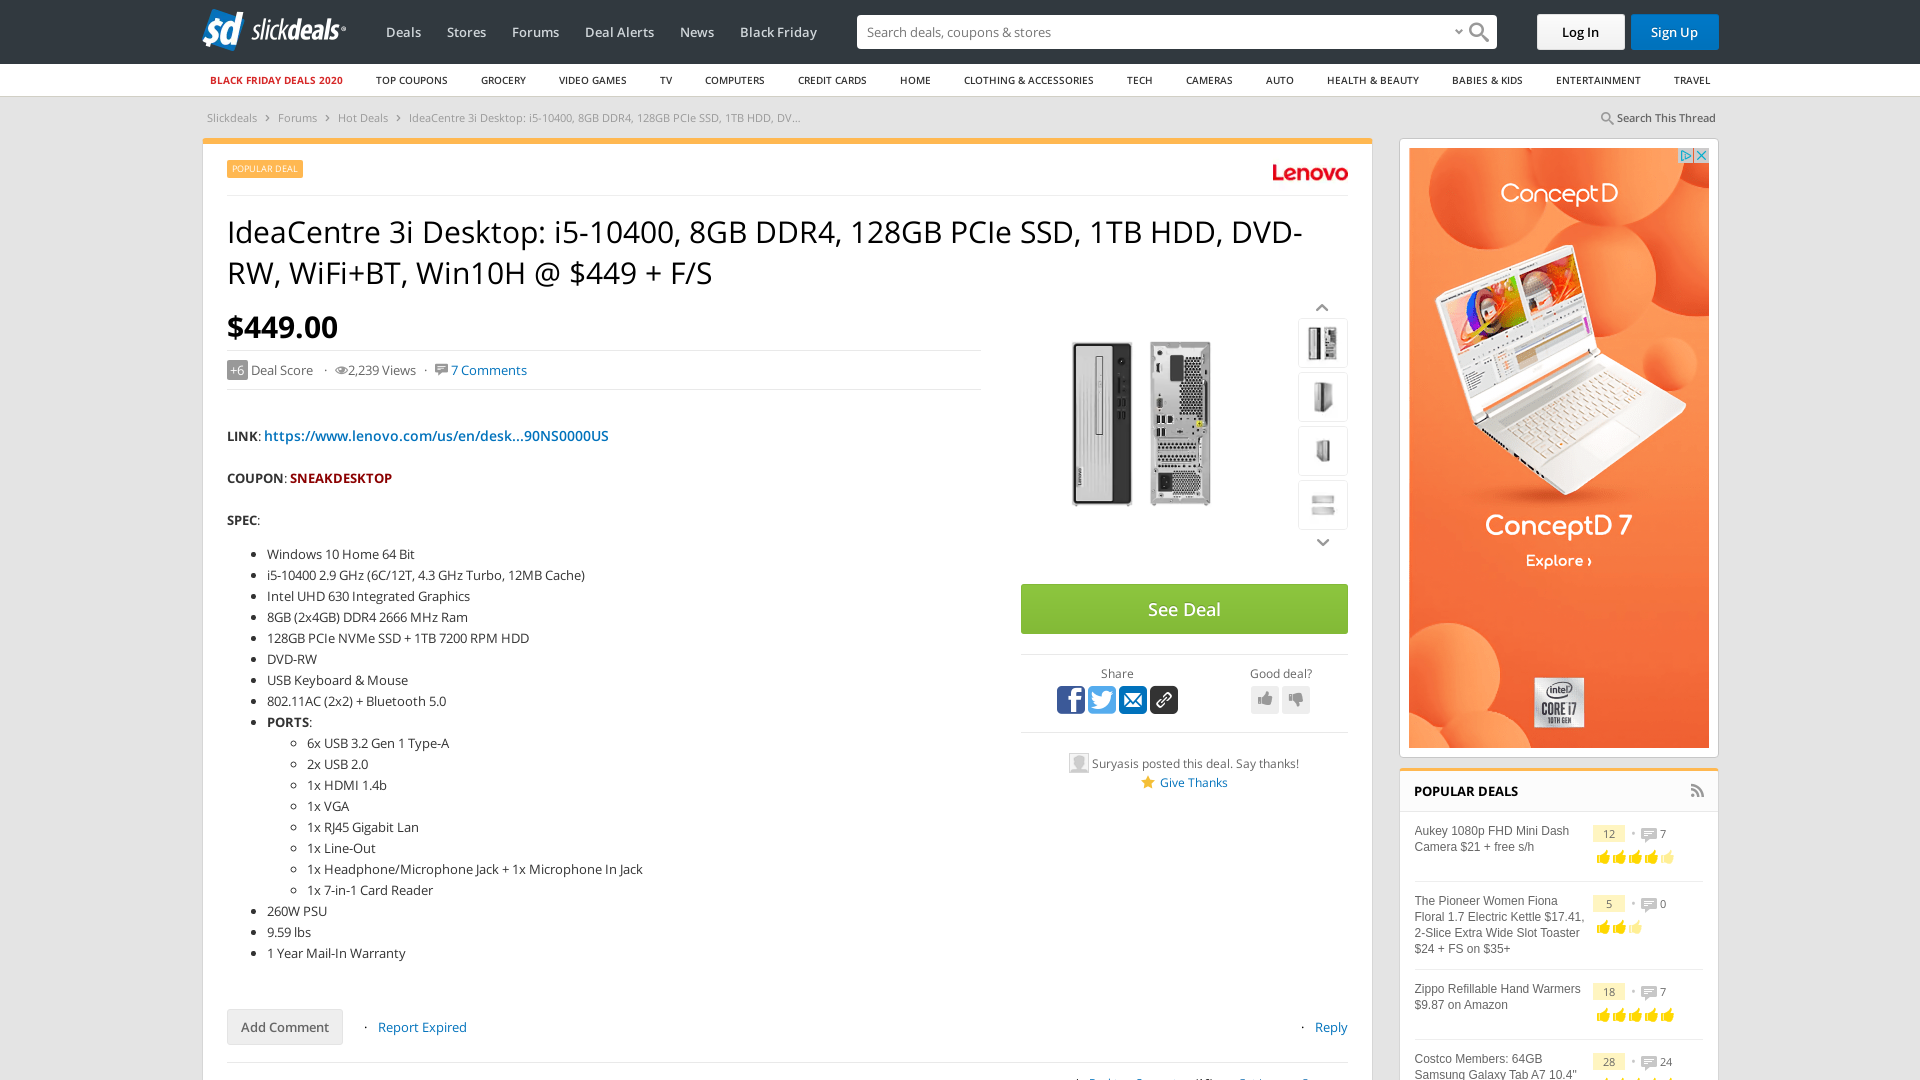 slickdeals
Deals
Stores
Forums
Deal Alerts
News
Black Friday
Search deals, coupons & stores
Log In
Sign Up
BLACK FRIDAY DEALS 2020
TOP COUPONS
GROCERY
VIDEO GAMES
TV
COMPUTERS
CREDIT CARDS
HOME
CLOTHING & ACCESSORIES
TECH
CAMERAS
AUTO
HEALTH & BEAUTY
BABIES & KIDS
ENTERTAINMENT
TRAVEL
Slickdeals > Forums > Hot Deals > IdeaCentre 3i Desktop: i5-10400, 8GB DDR4, 128GB PCIe SSD, 1TB HDD, DV...
Search This Thread
POPULAR DEAL
Lenovo
IdeaCentre 3i Desktop: i5-10400, 8GB DDR4, 128GB PCIe SSD, 1TB HDD, DVD-
RW, WiFi+BT, Win10H @ $449 + F/S
$449.00
+6 Deal Score · 2,239 Views · 7 Comments
LINK: https://www.lenovo.com/us/en/desk...90NS0000US
COUPON: SNEAKDESKTOP
SPEC:
Windows 10 Home 64 Bit
i5-10400 2.9 GHz (6C/12T, 4.3 GHz Turbo, 12MB Cache)
Intel UHD 630 Integrated Graphics
8GB (2x4GB) DDR4 2666 MHz Ram
128GB PCIe NVMe SSD + 1TB 7200 RPM HDD
DVD-RW
USB Keyboard & Mouse
802.11AC (2x2) + Bluetooth 5.0
PORTS:
6x USB 3.2 Gen 1 Type-A
2x USB 2.0
1x HDMI 1.4b
1x VGA
1x RJ45 Gigabit Lan
1x Line-Out
1x Headphone/Microphone Jack + 1x Microphone In Jack
1x 7-in-1 Card Reader
260W PSU
9.59 lbs
1 Year Mail-In Warranty
See Deal
Share
Good deal?
Suryasis posted this deal. Say thanks!
Give Thanks
Add Comment
· Report Expired
· Reply
ConceptD
ConceptD 7
Explore ›
intel
CORE i7
10TH GEN
POPULAR DEALS
Aukey 1080p FHD Mini Dash
Camera $21 + free s/h
12 • 7
The Pioneer Women Fiona
Floral 1.7 Electric Kettle $17.41,
2-Slice Extra Wide Slot Toaster
$24 + FS on $35+
5 • 0
Zippo Refillable Hand Warmers
$9.87 on Amazon
18 • 7
Costco Members: 64GB
Samsung Galaxy Tab A7 10.4"
28 • 24